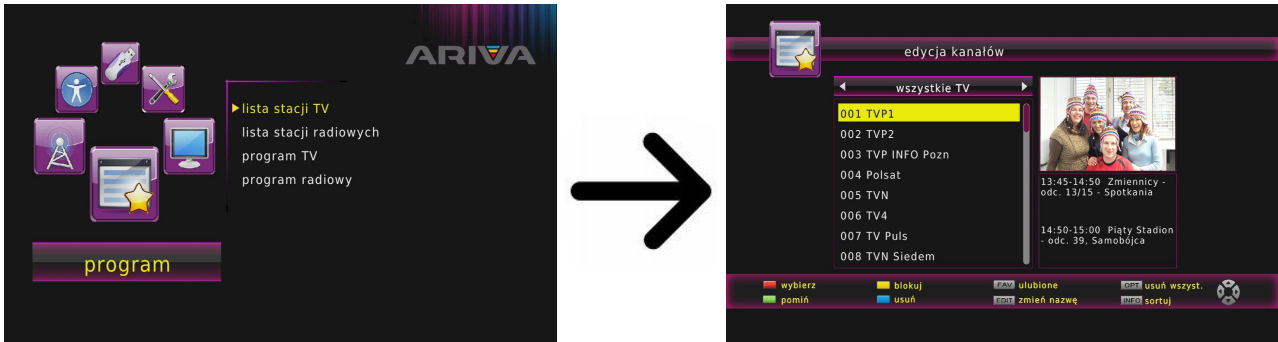 ARIVA
lista stacji TV
lista stacji radiowych
program TV
program radiowy
program
edycja kanałów
wszystkie TV
001 TVP1
002 TVP2
003 TVP INFO Pozn
004 Polsat
005 TVN
006 TV4
007 TV Puls
008 TVN Siedem
13:45-14:50 Zmiennicy -
odc. 13/15 - Spotkania
14:50-15:00 Piąty Stadion
- odc. 39, Samobójca
wybierz blokuj FAV ulubione OPT usuń wszyst.
pomiń usuń EDIT zmień nazwę INFO sortuj